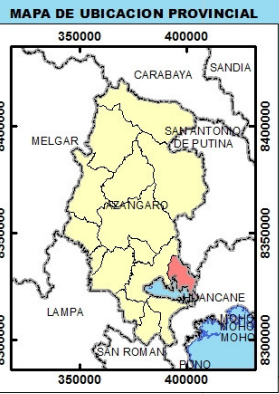 MAPA DE UBICACION PROVINCIAL
350000 400000
CARABAYA
SANDIA
8400000 8400000
MELGAR
SAN ANTONIO
DE PUTINA
AZANGARO
8350000 8350000
HUANCANE
LAMPA
MOHO
MOHO
MOHO
8300000 8300000
SAN ROMAN
PUNO
350000 400000